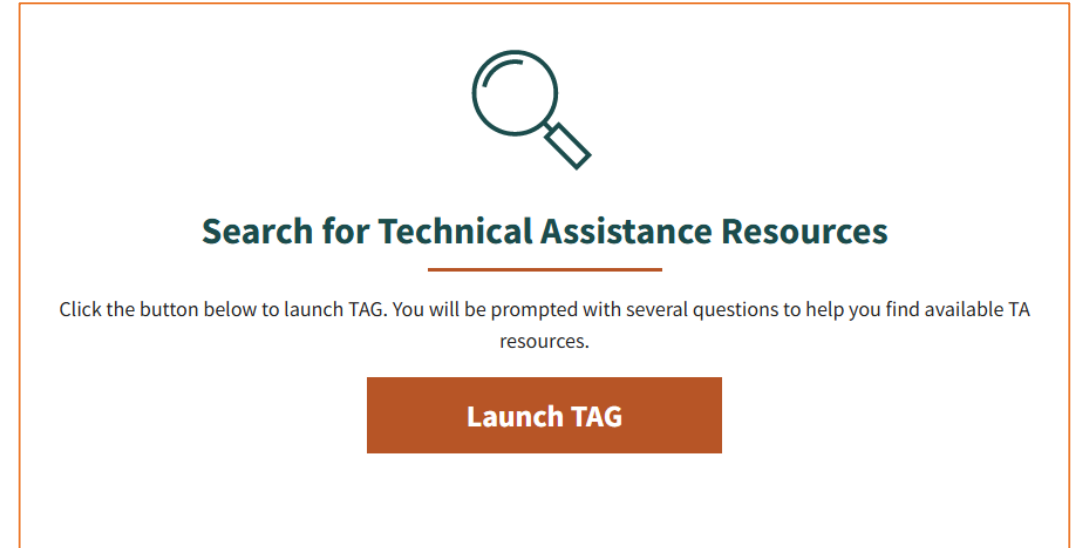 Search for Technical Assistance Resources
Click the button below to launch TAG. You will be prompted with several questions to help you find available TA
resources.
Launch TAG